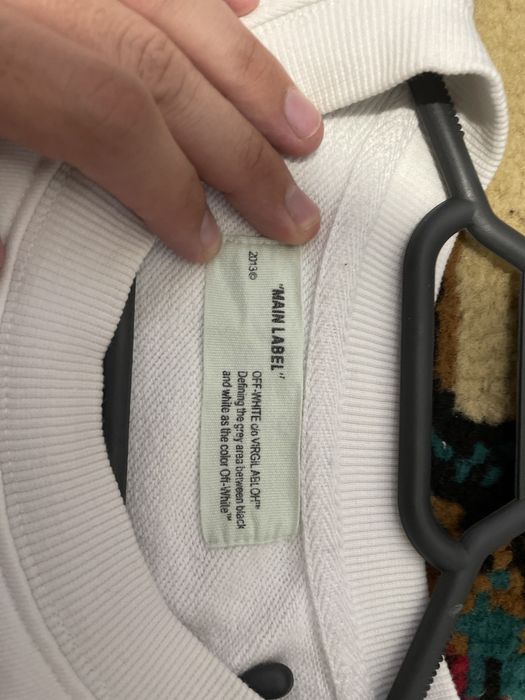 2013©
"MAIN LABEL"
OFF-WHITE c/o VIRGIL ABLOH™
Defining the grey area between black
and white as the color Off-White™